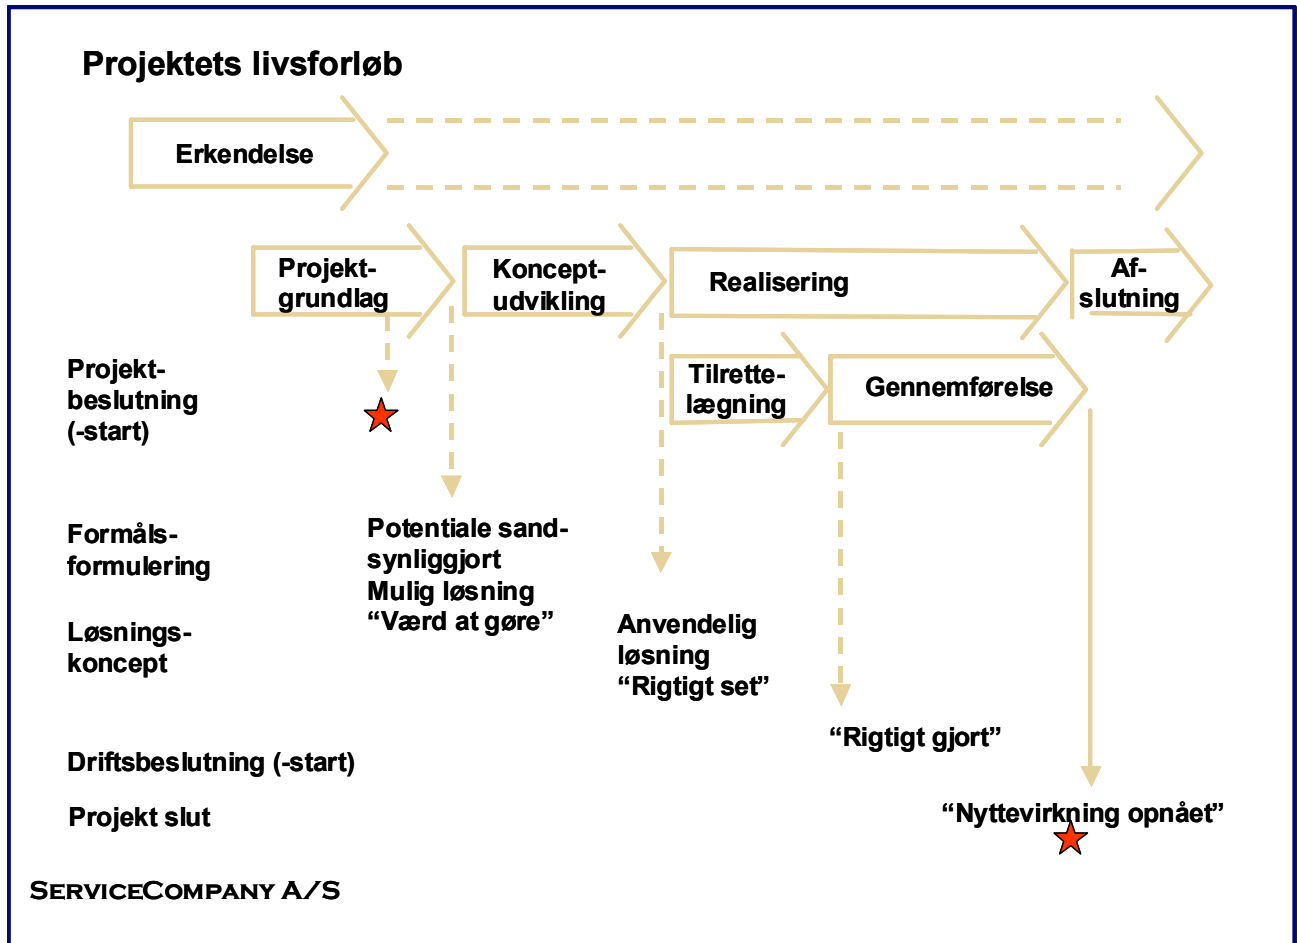 Projektets livsforløb
Erkendelse
Projekt-
grundlag
Koncept-
udvikling
Realisering
Af-
slutning
Tilrette-
lægning
Gennemførelse
Projekt-
beslutning
(-start)
Formåls-
formulering
Potentiale sand-
synliggjort
Mulig løsning
“Værd at gøre”
Løsnings-
koncept
Anvendelig
løsning
“Rigtigt set”
“Rigtigt gjort”
Driftsbeslutning (-start)
Projekt slut
“Nyttevirkning opnået”
SERVICECOMPANY A/S